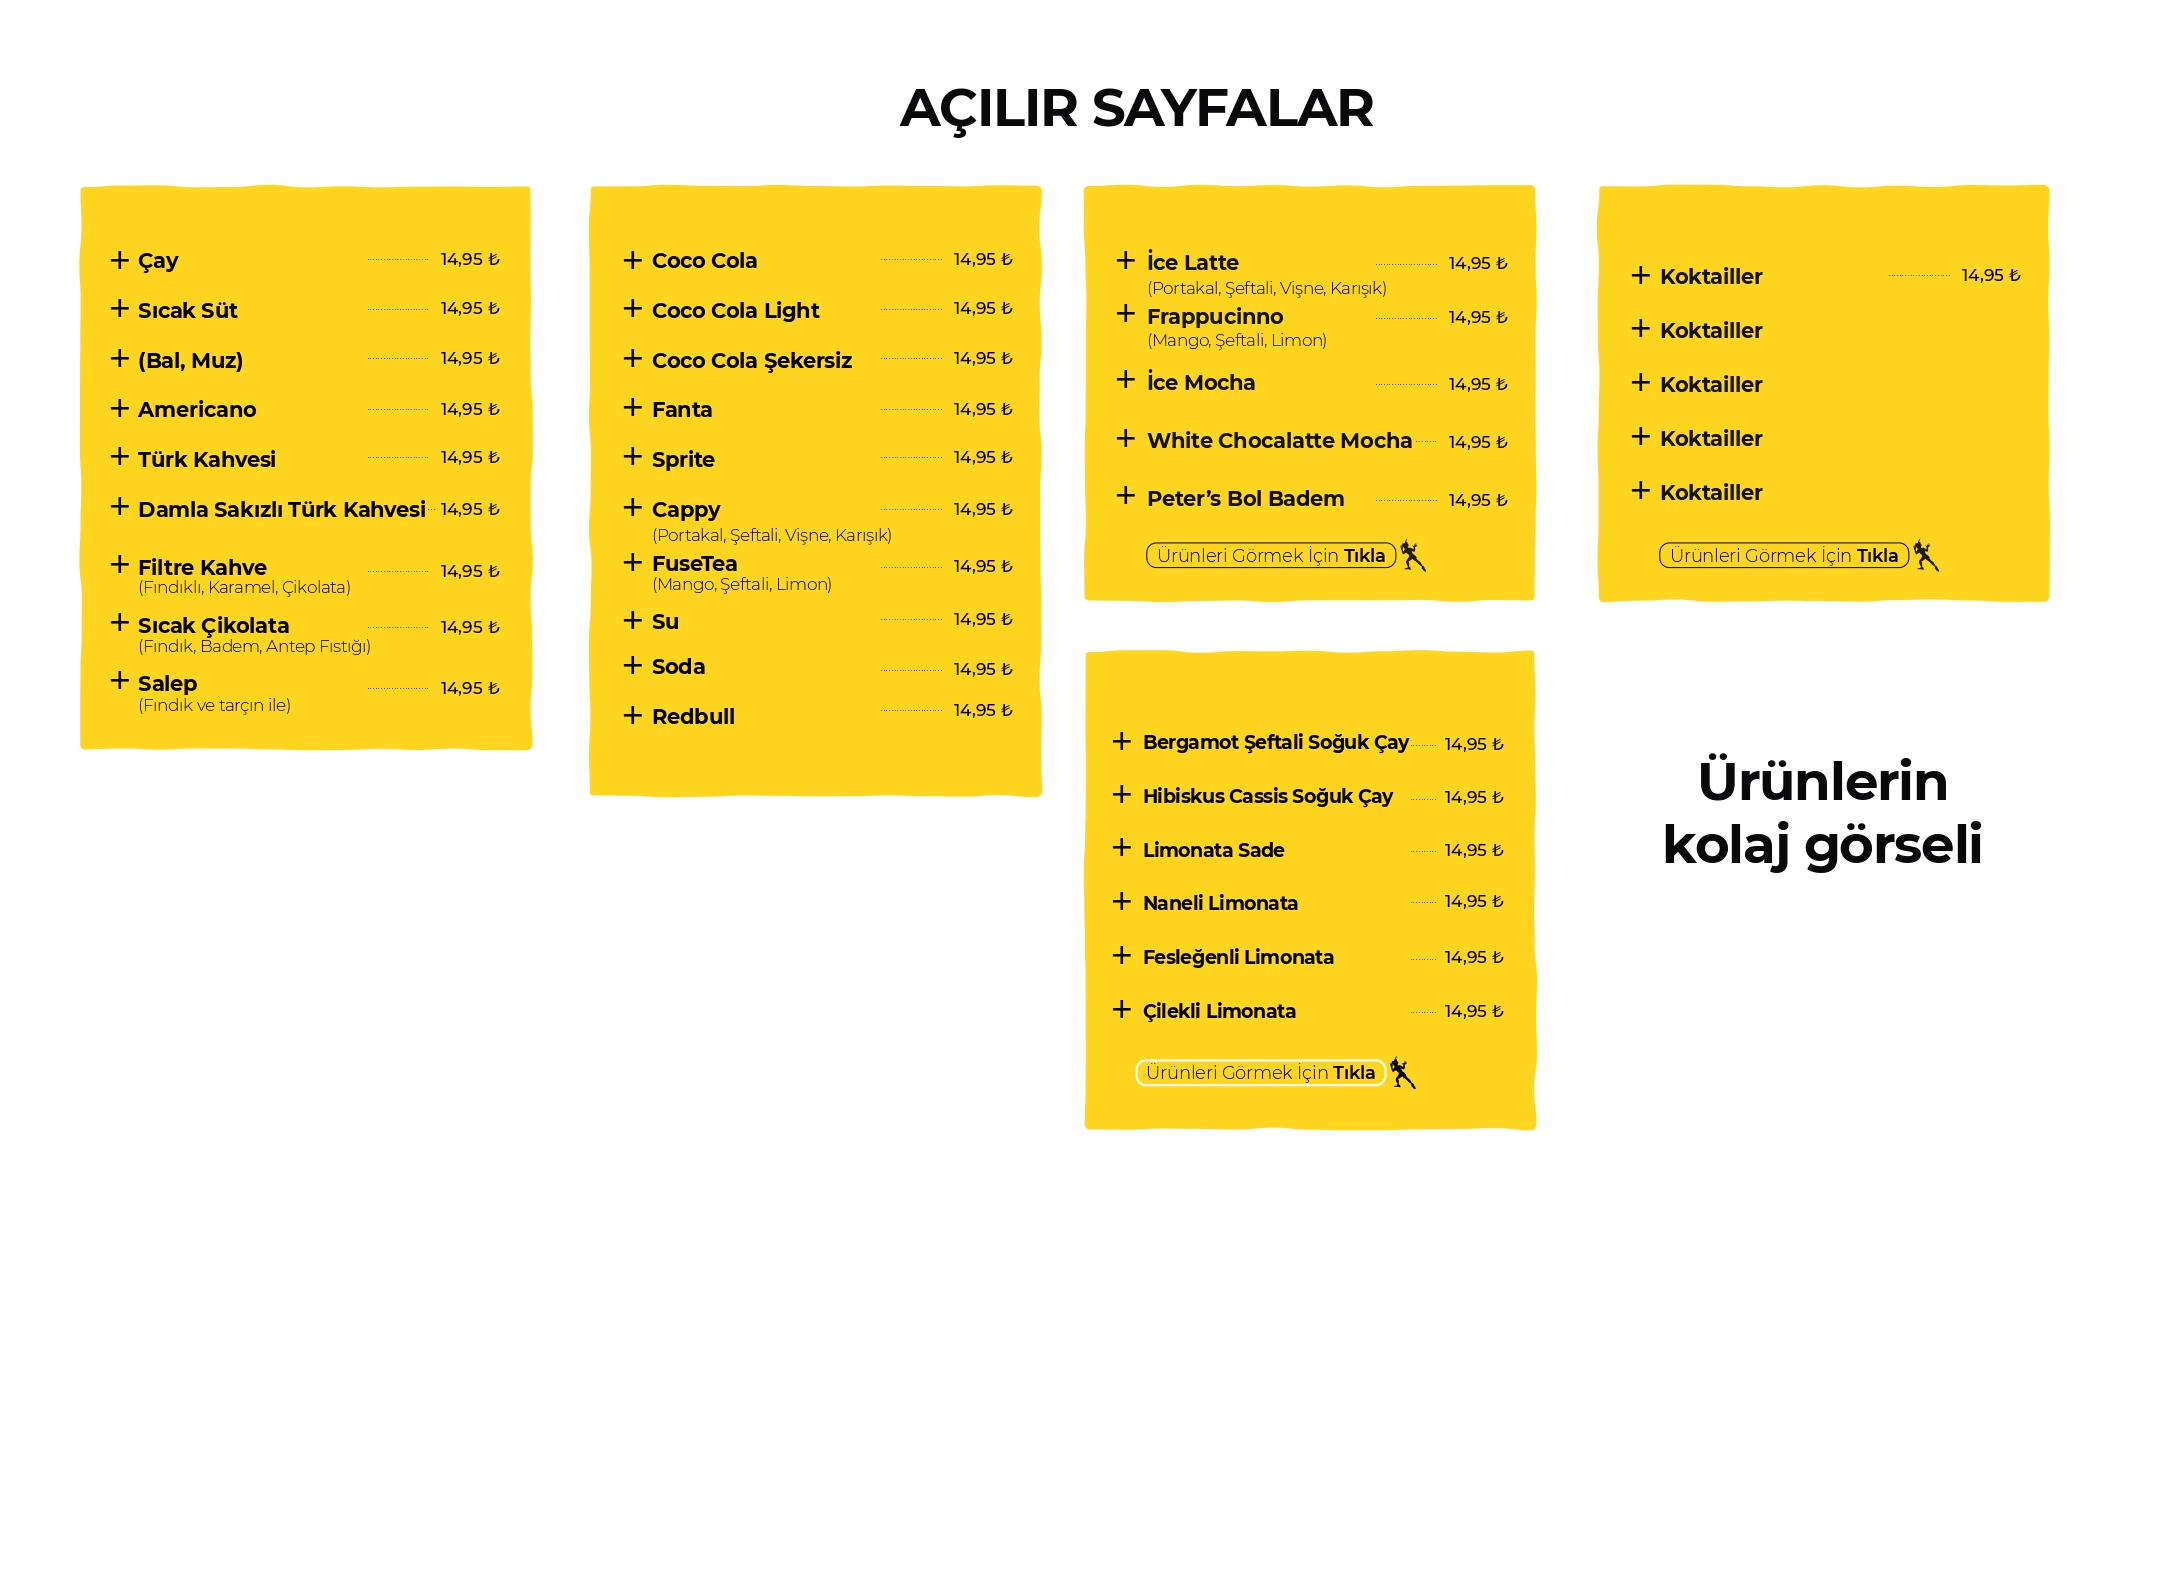 AÇILIR SAYFALAR
+ Çay 14,95 ₺
+ Sıcak Süt 14,95 ₺
+ (Bal, Muz) 14,95 ₺
+ Americano 14,95 ₺
+ Türk Kahvesi 14,95 ₺
+ Damla Sakızlı Türk Kahvesi 14,95 ₺
+ Filtre Kahve 14,95 ₺
(Fındıklı, Karamel, Çikolata)
+ Sıcak Çikolata 14,95 ₺
(Fındık, Badem, Antep Fıstığı)
+ Salep 14,95 ₺
(Fındık ve tarçın ile)
+ Coco Cola 14,95 ₺
+ Coco Cola Light 14,95 ₺
+ Coco Cola Şekersiz 14,95 ₺
+ Fanta 14,95 ₺
+ Sprite 14,95 ₺
+ Cappy 14,95 ₺
(Portakal, Şeftali, Vişne, Karışık)
+ FuseTea 14,95 ₺
(Mango, Şeftali, Limon)
+ Su 14,95 ₺
+ Soda 14,95 ₺
+ Redbull 14,95 ₺
+ İce Latte 14,95 ₺
(Portakal, Şeftali, Vişne, Karışık)
+ Frappucinno 14,95 ₺
(Mango, Şeftali, Limon)
+ İce Mocha 14,95 ₺
+ White Chocalatte Mocha 14,95 ₺
+ Peter’s Bol Badem 14,95 ₺
Ürünleri Görmek İçin Tıkla
+ Bergamot Şeftali Soğuk Çay 14,95 ₺
+ Hibiskus Cassis Soğuk Çay 14,95 ₺
+ Limonata Sade 14,95 ₺
+ Naneli Limonata 14,95 ₺
+ Fesleğenli Limonata 14,95 ₺
+ Çilekli Limonata 14,95 ₺
Ürünleri Görmek İçin Tıkla
+ Koktailler 14,95 ₺
+ Koktailler
+ Koktailler
+ Koktailler
+ Koktailler
Ürünleri Görmek İçin Tıkla
Ürünlerin
kolaj görseli